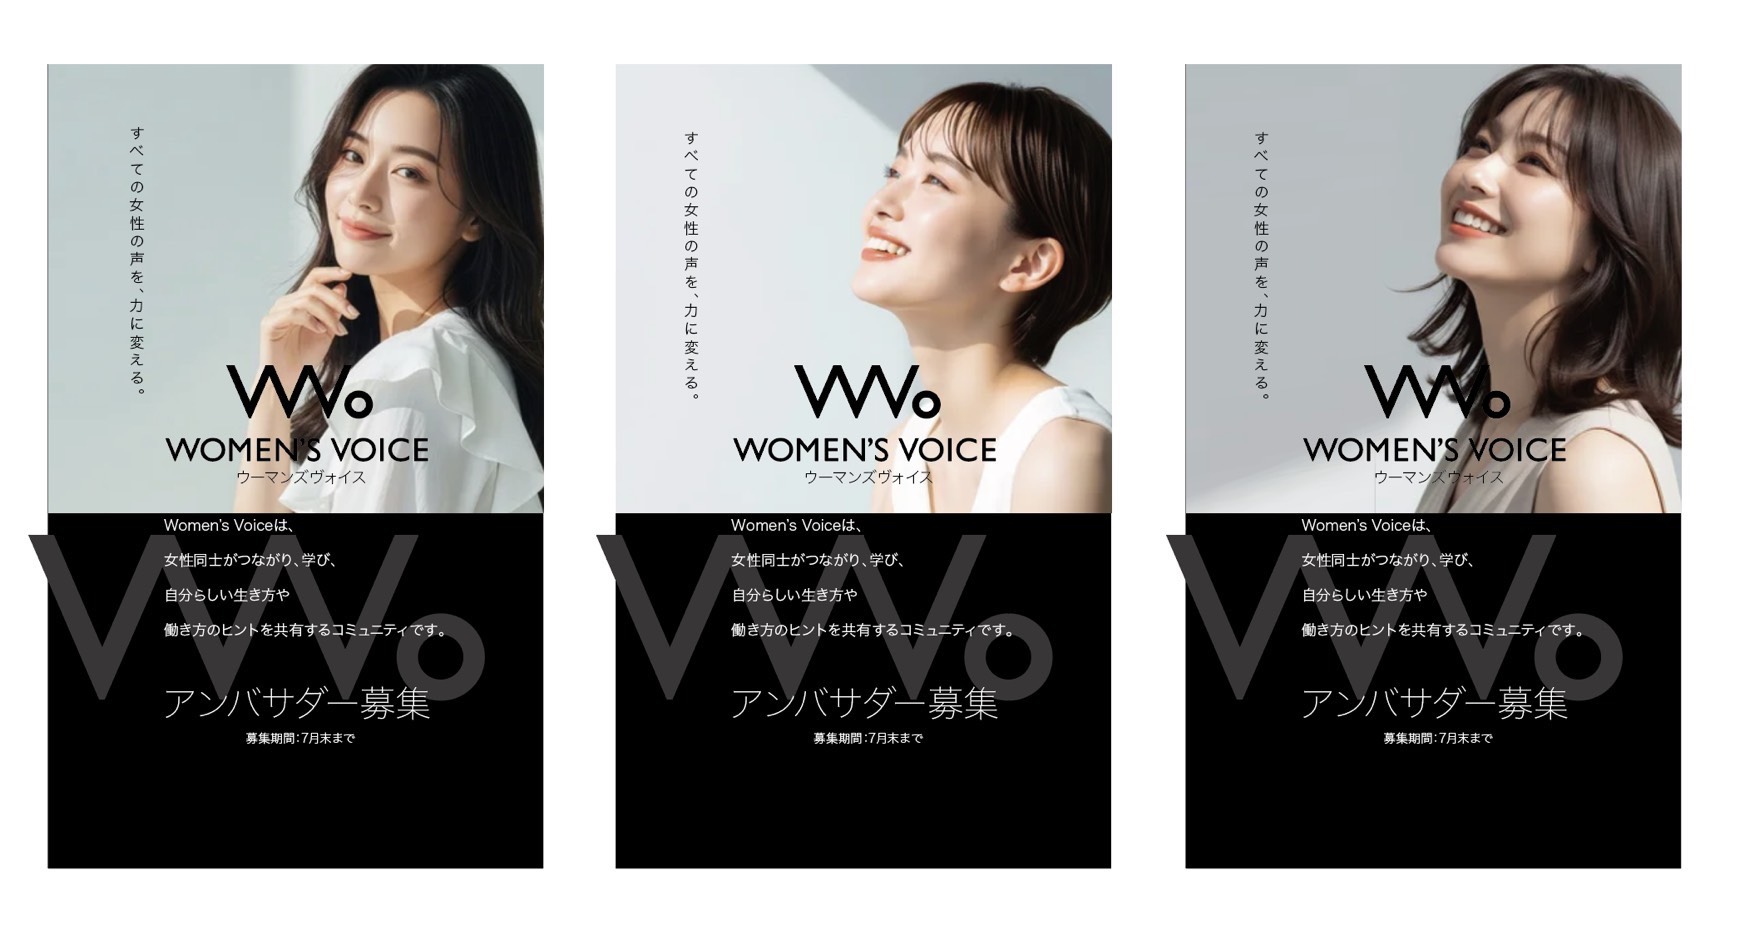 すべての女性の声を、力に変える。
VVVo
WOMEN'S VOICE
ウーマンズヴォイス
Women's Voiceは、
女性同士がつながり、学び、
自分らしい生き方や
働き方のヒントを共有するコミュニティです。
VVVo
アンバサダー募集
募集期間：7月末まで
すべての女性の声を、力に変える。
VVVo
WOMEN'S VOICE
ウーマンズヴォイス
Women's Voiceは、
女性同士がつながり、学び、
自分らしい生き方や
働き方のヒントを共有するコミュニティです。
VVVo
アンバサダー募集
募集期間：7月末まで
すべての女性の声を、力に変える。
VVVo
WOMEN'S VOICE
ウーマンズヴォイス
Women's Voiceは、
女性同士がつながり、学び、
自分らしい生き方や
働き方のヒントを共有するコミュニティです。
VVVo
アンバサダー募集
募集期間：7月末まで